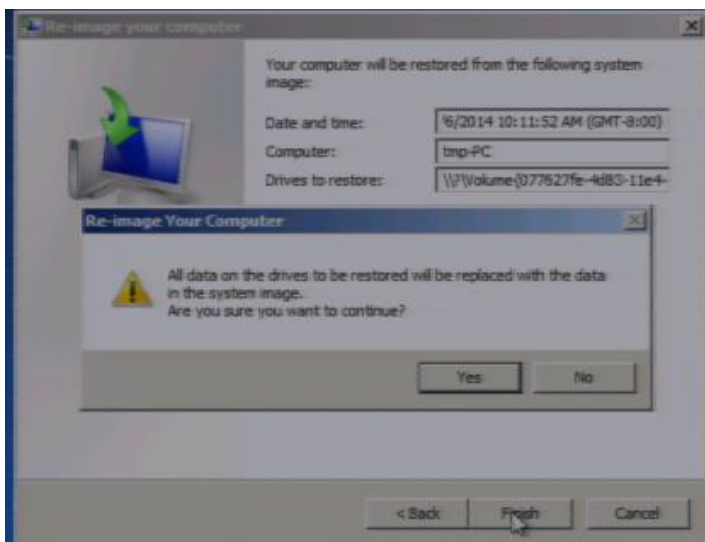 Re-image your computer
Your computer will be restored from the following system
image:
Date and time:
6/2014 10:11:52 AM (GMT-8:00)
Computer:
tmp-PC
Drives to restore:
\\?\Volume{077627fe-4d83-11e4-
Re-image Your Computer
All data on the drives to be restored will be replaced with the data
in the system image.
Are you sure you want to continue?
Yes
No
< Back
Finish
Cancel